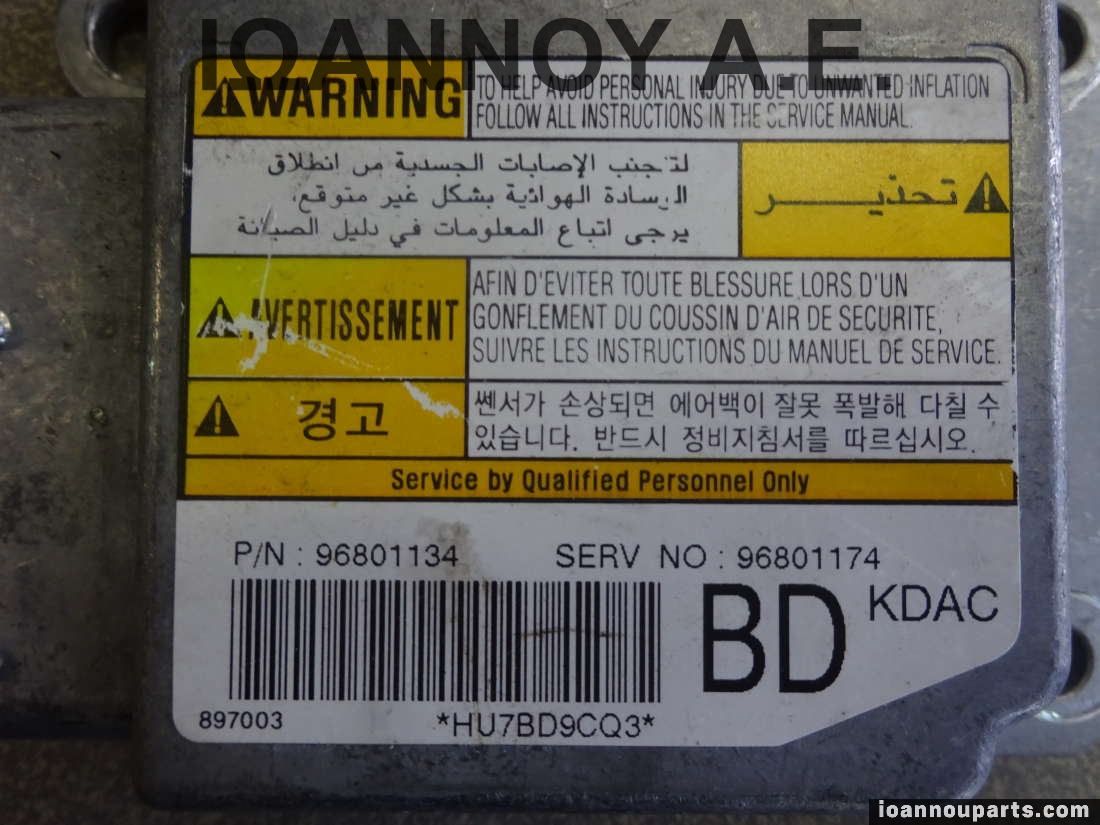 IOANNOY A.E.
WARNING
TO HELP AVOID PERSONAL INJURY DUE TO UNWANTED INFLATION
FOLLOW ALL INSTRUCTIONS IN THE SERVICE MANUAL.
تحذير
لتجنب الإصابات الجسدية من انطلاق
الوسادة الهوائية بشكل غير متوقع،
يرجى اتباع المعلومات في دليل الصيانة
AVERTISSEMENT
AFIN D'EVITER TOUTE BLESSURE LORS D'UN
GONFLEMENT DU COUSSIN D'AIR DE SECURITE,
SUIVRE LES INSTRUCTIONS DU MANUEL DE SERVICE.
경고
쎈서가 손상되면 에어백이 잘못 폭발해 다칠 수
있습니다. 반드시 정비지침서를 따르십시오.
Service by Qualified Personnel Only
P/N : 96801134 SERV NO : 96801174
BD KDAC
897003 *HU7BD9CQ3*
ioannouparts.com